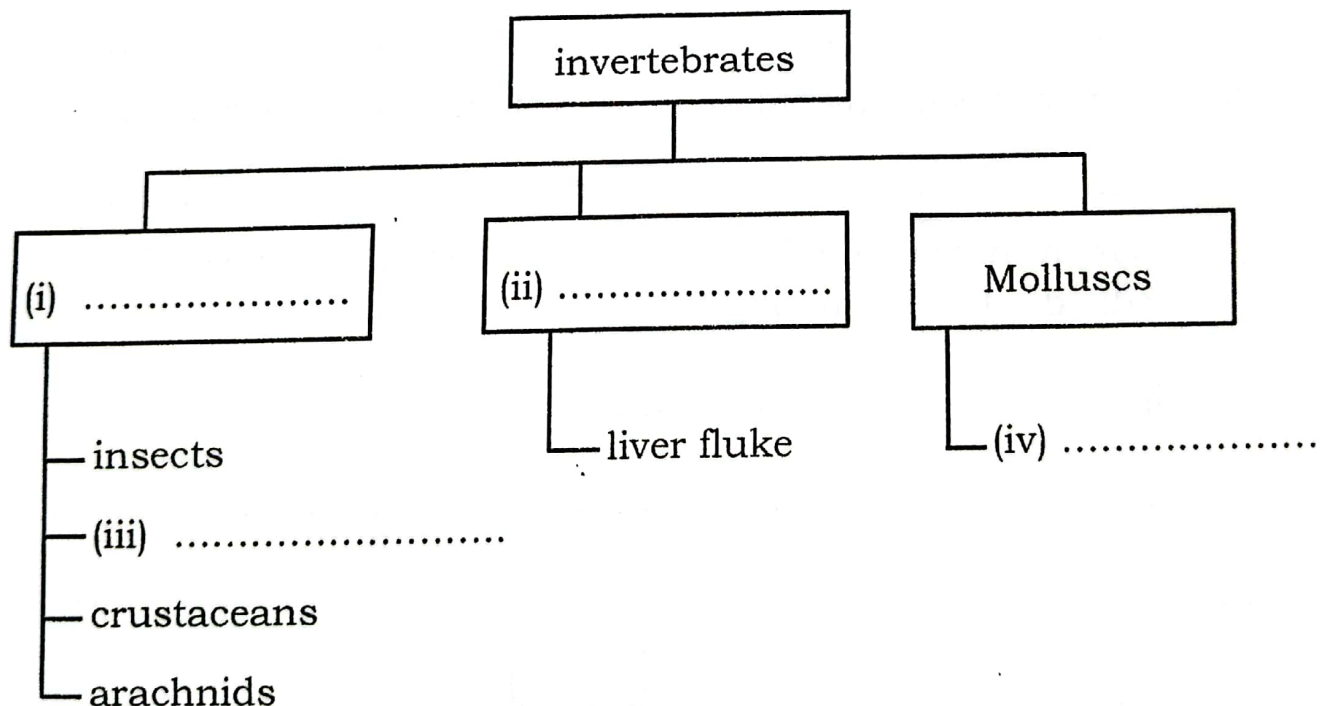 invertebrates
(i) .....................
(ii) ......................
Molluscs
insects
liver fluke
(iv) ....................
(iii) ..........................
crustaceans
arachnids